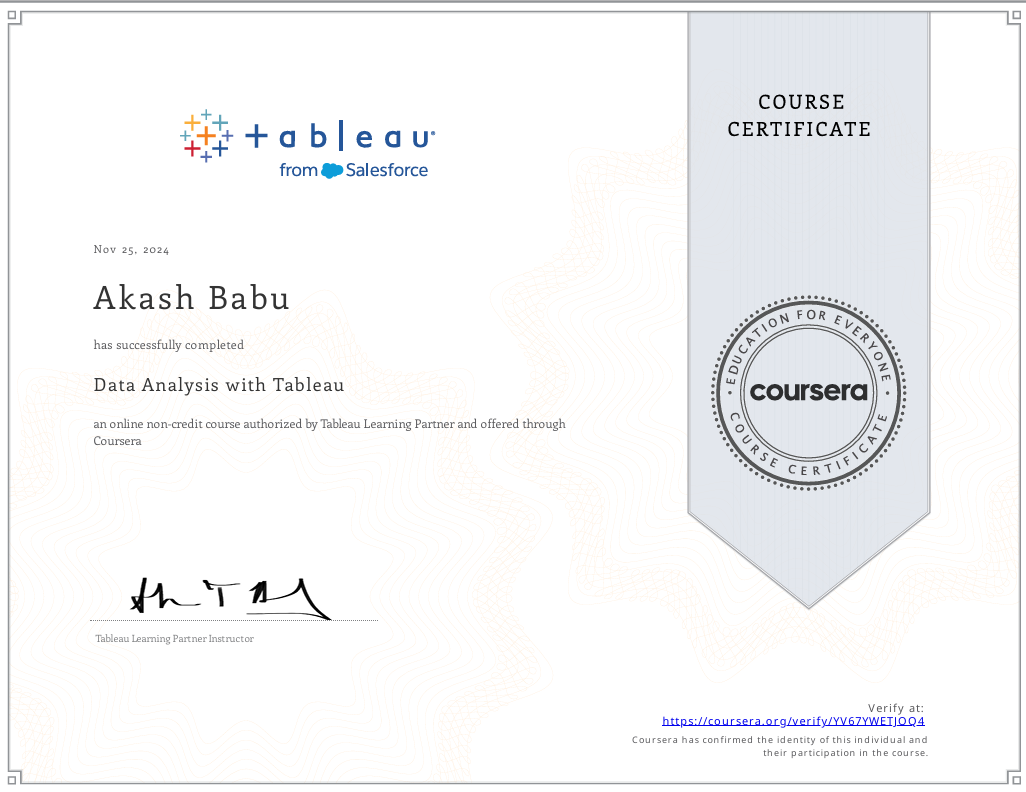 COURSE
CERTIFICATE
+ableau
from Salesforce
Nov 25, 2024
Akash Babu
has successfully completed
Data Analysis with Tableau
an online non-credit course authorized by Tableau Learning Partner and offered through
Coursera
EDUCATION FOR EVERYONE
coursera
COURSE CERTIFICATE
Tableau Learning Partner Instructor
Verify at:
https://coursera.org/verify/YV67YWETJOQ4
Coursera has confirmed the identity of this individual and
their participation in the course.